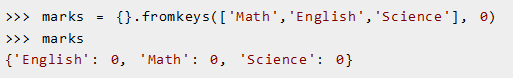 >>> marks = {}.fromkeys(['Math','English','Science'], 0)
>>> marks
{'English': 0, 'Math': 0, 'Science': 0}